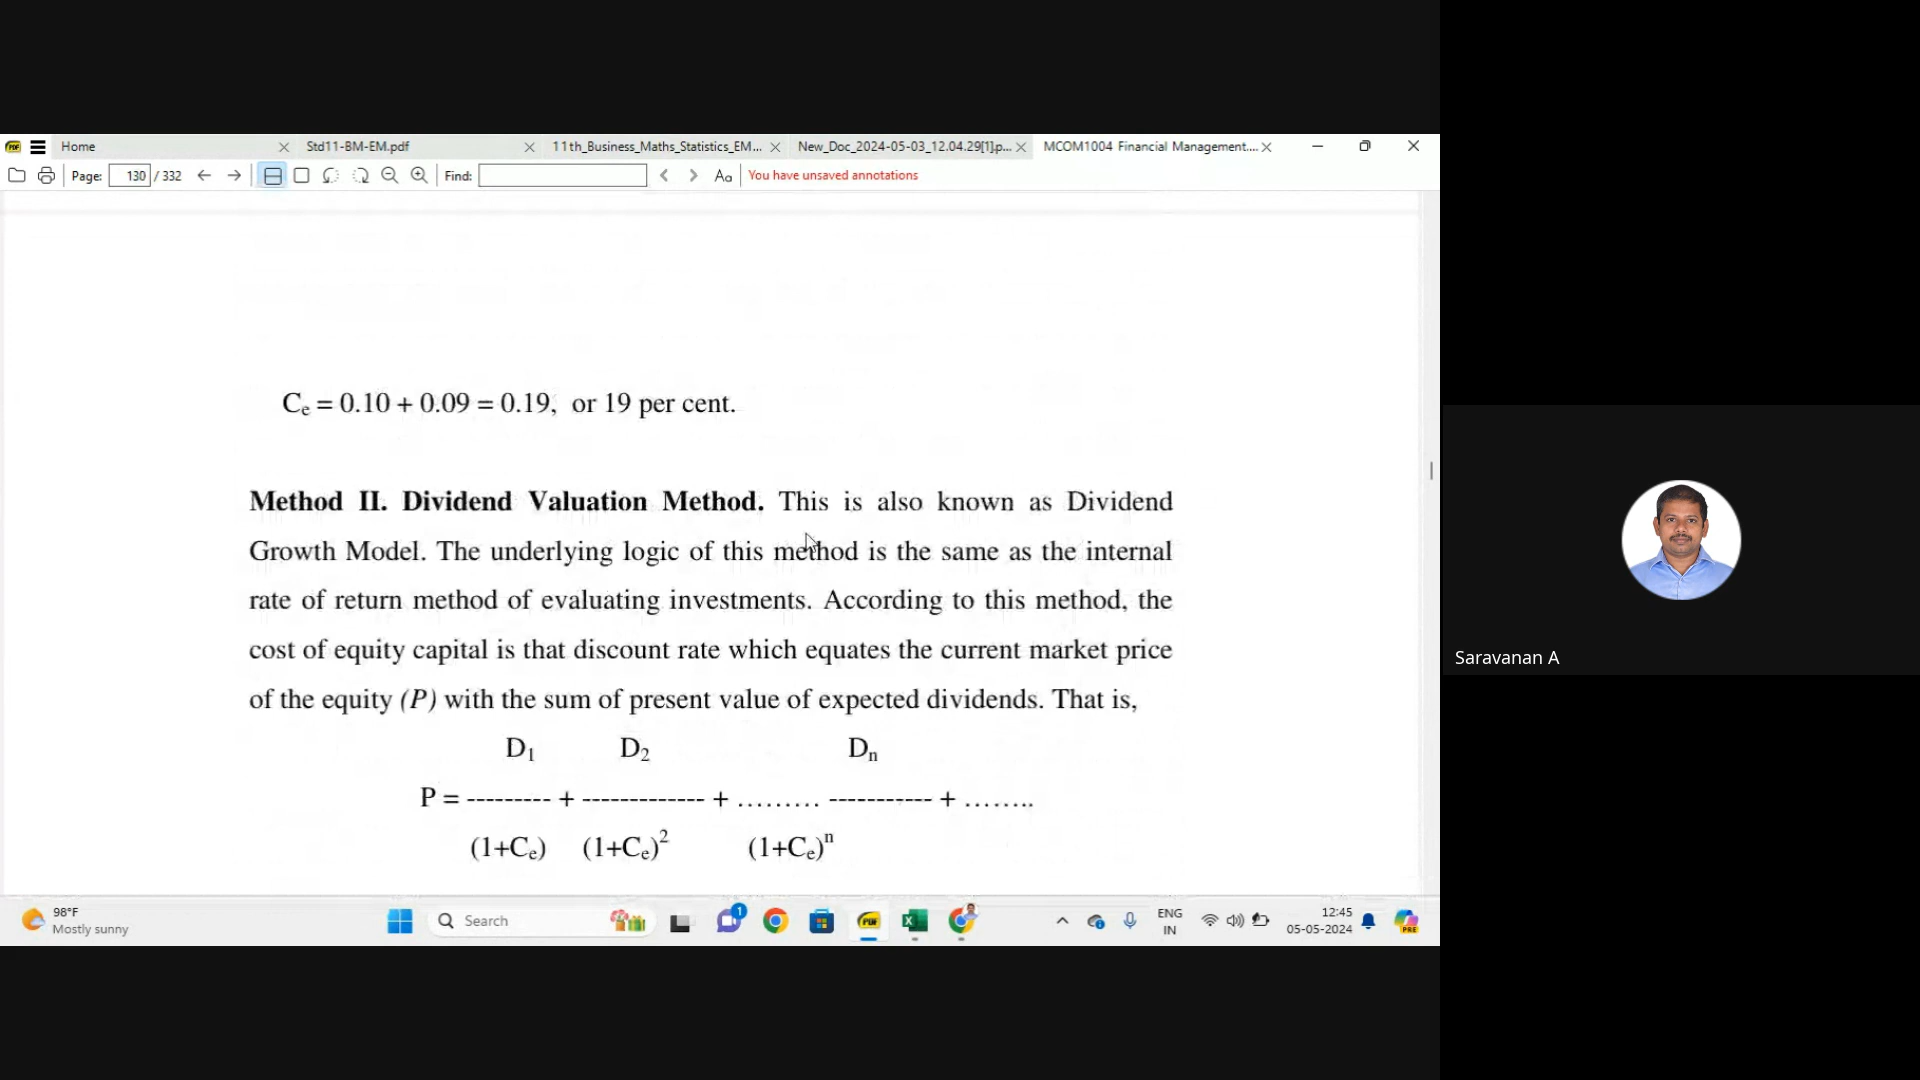 Home Std11-BM-EM.pdf 11th_Business_Maths_Statistics_EM... New_Doc_2024-05-03_12.04.29[1].p... MCOM1004 Financial Management....
Page: 130 / 332 Find: Aa You have unsaved annotations
Cₑ = 0.10 + 0.09 = 0.19, or 19 per cent.
Method II. Dividend Valuation Method. This is also known as Dividend
Growth Model. The underlying logic of this method is the same as the internal
rate of return method of evaluating investments. According to this method, the
cost of equity capital is that discount rate which equates the current market price
of the equity (P) with the sum of present value of expected dividends. That is,
D₁ D₂ Dₙ
P = --------- + ------------- + ......... ----------- + ........
(1+Cₑ) (1+Cₑ)² (1+Cₑ)ⁿ
Saravanan A
98°F
Mostly sunny
Search
1
ENG
IN
12:45
05-05-2024
PRE